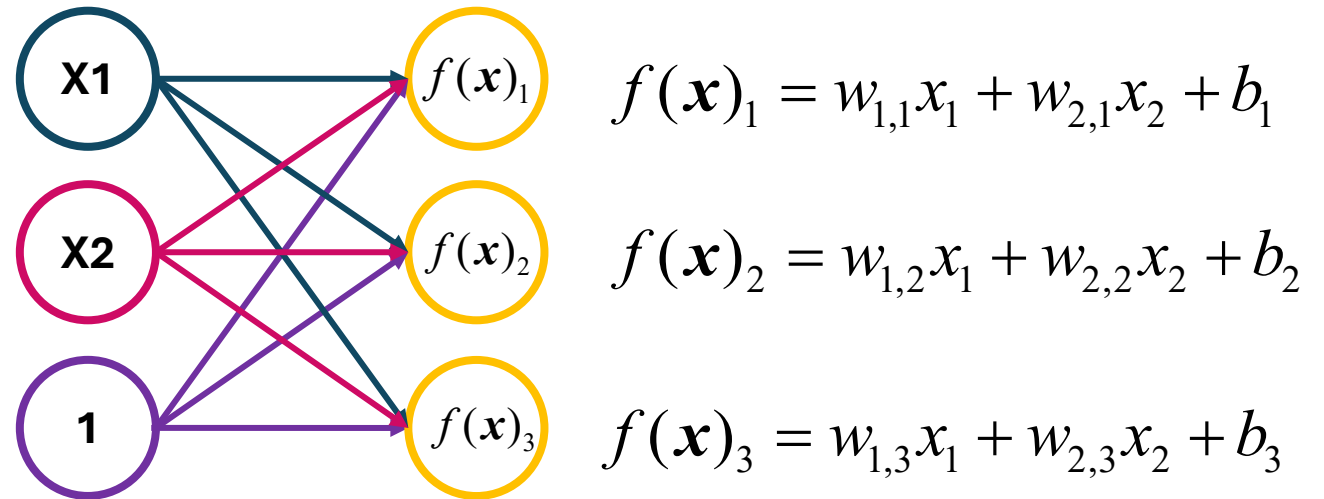 X1 f(x)₁ f(x)₁ = w₁,₁x₁ + w₂,₁x₂ + b₁
X2 f(x)₂ f(x)₂ = w₁,₂x₁ + w₂,₂x₂ + b₂
1 f(x)₃ f(x)₃ = w₁,₃x₁ + w₂,₃x₂ + b₃